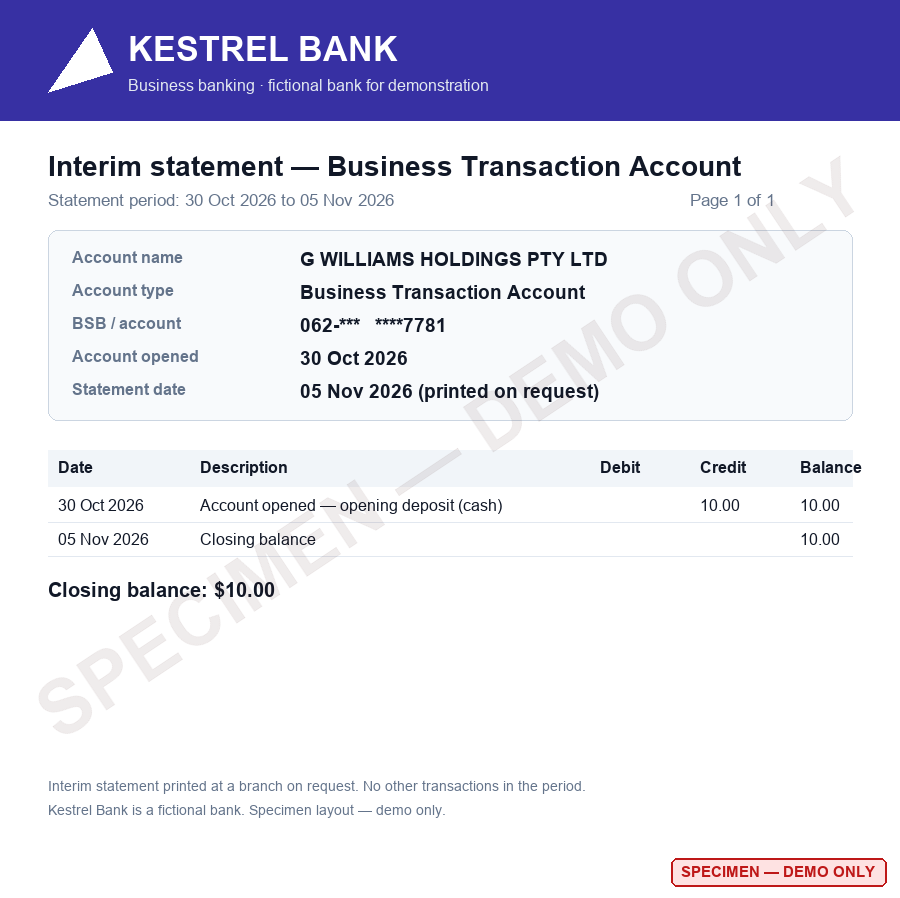 KESTREL BANK
Business banking · fictional bank for demonstration
Interim statement — Business Transaction Account
Statement period: 30 Oct 2026 to 05 Nov 2026 Page 1 of 1
Account name G WILLIAMS HOLDINGS PTY LTD
Account type Business Transaction Account
BSB / account 062-*** ****7781
Account opened 30 Oct 2026
Statement date 05 Nov 2026 (printed on request)
Date Description Debit Credit Balance
30 Oct 2026 Account opened — opening deposit (cash) 10.00 10.00
05 Nov 2026 Closing balance 10.00
Closing balance: $10.00
SPECIMEN — DEMO ONLY
Interim statement printed at a branch on request. No other transactions in the period.
Kestrel Bank is a fictional bank. Specimen layout — demo only.
SPECIMEN — DEMO ONLY